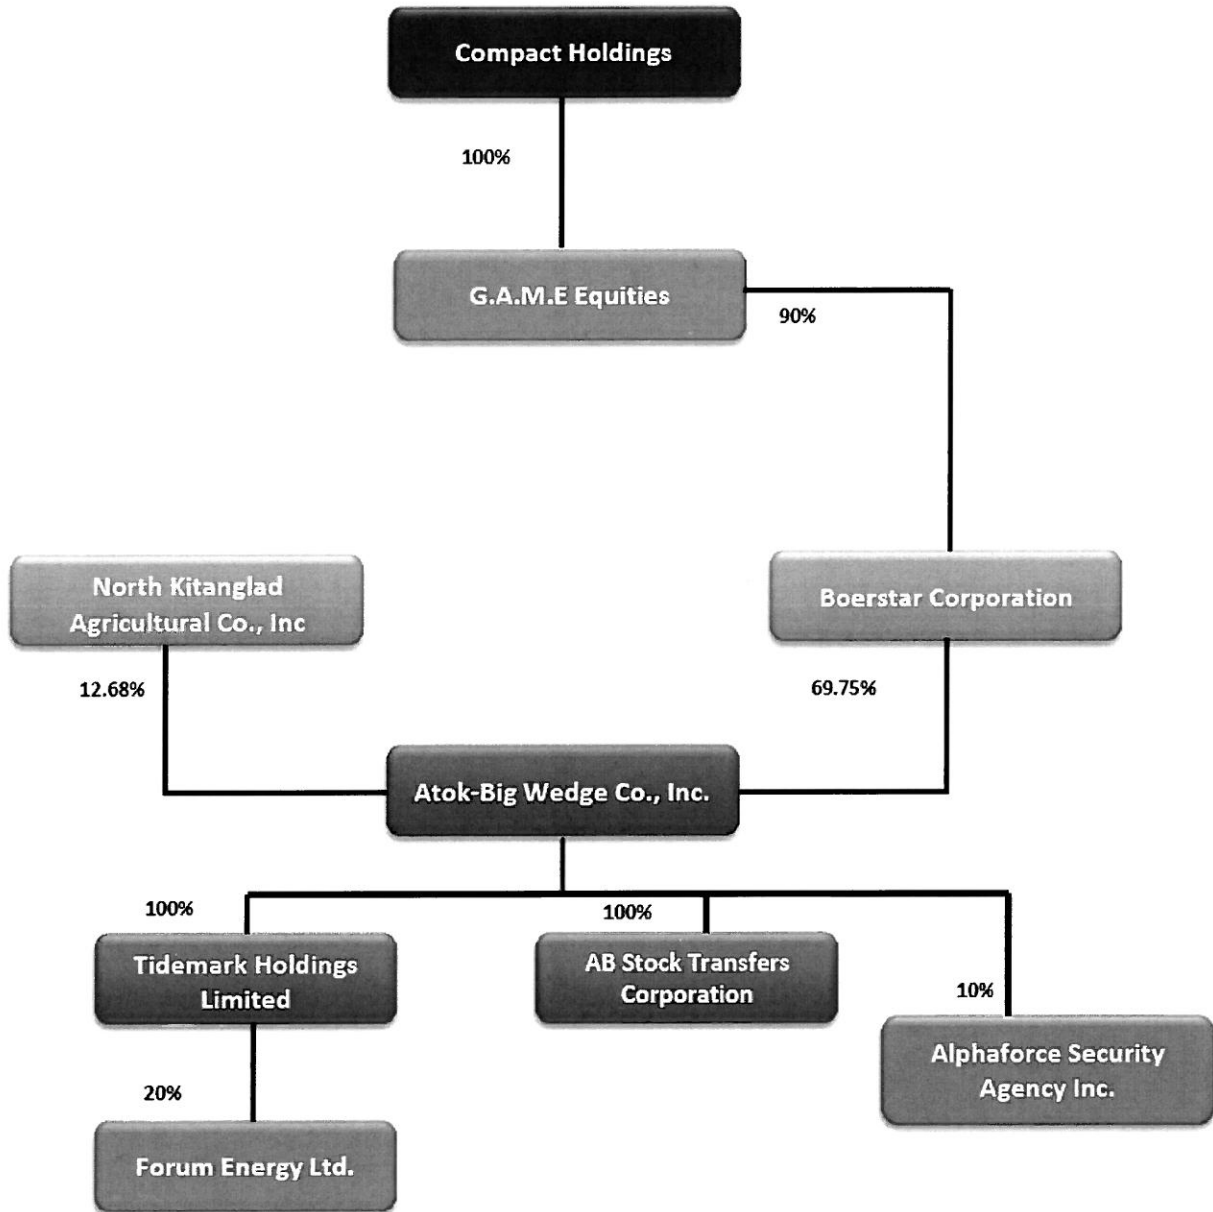 Compact Holdings
100%
G.A.M.E Equities
90%
North Kitanglad
Agricultural Co., Inc
Boerstar Corporation
12.68%
69.75%
Atok-Big Wedge Co., Inc.
100%
100%
Tidemark Holdings
Limited
AB Stock Transfers
Corporation
10%
Alphaforce Security
Agency Inc.
20%
Forum Energy Ltd.